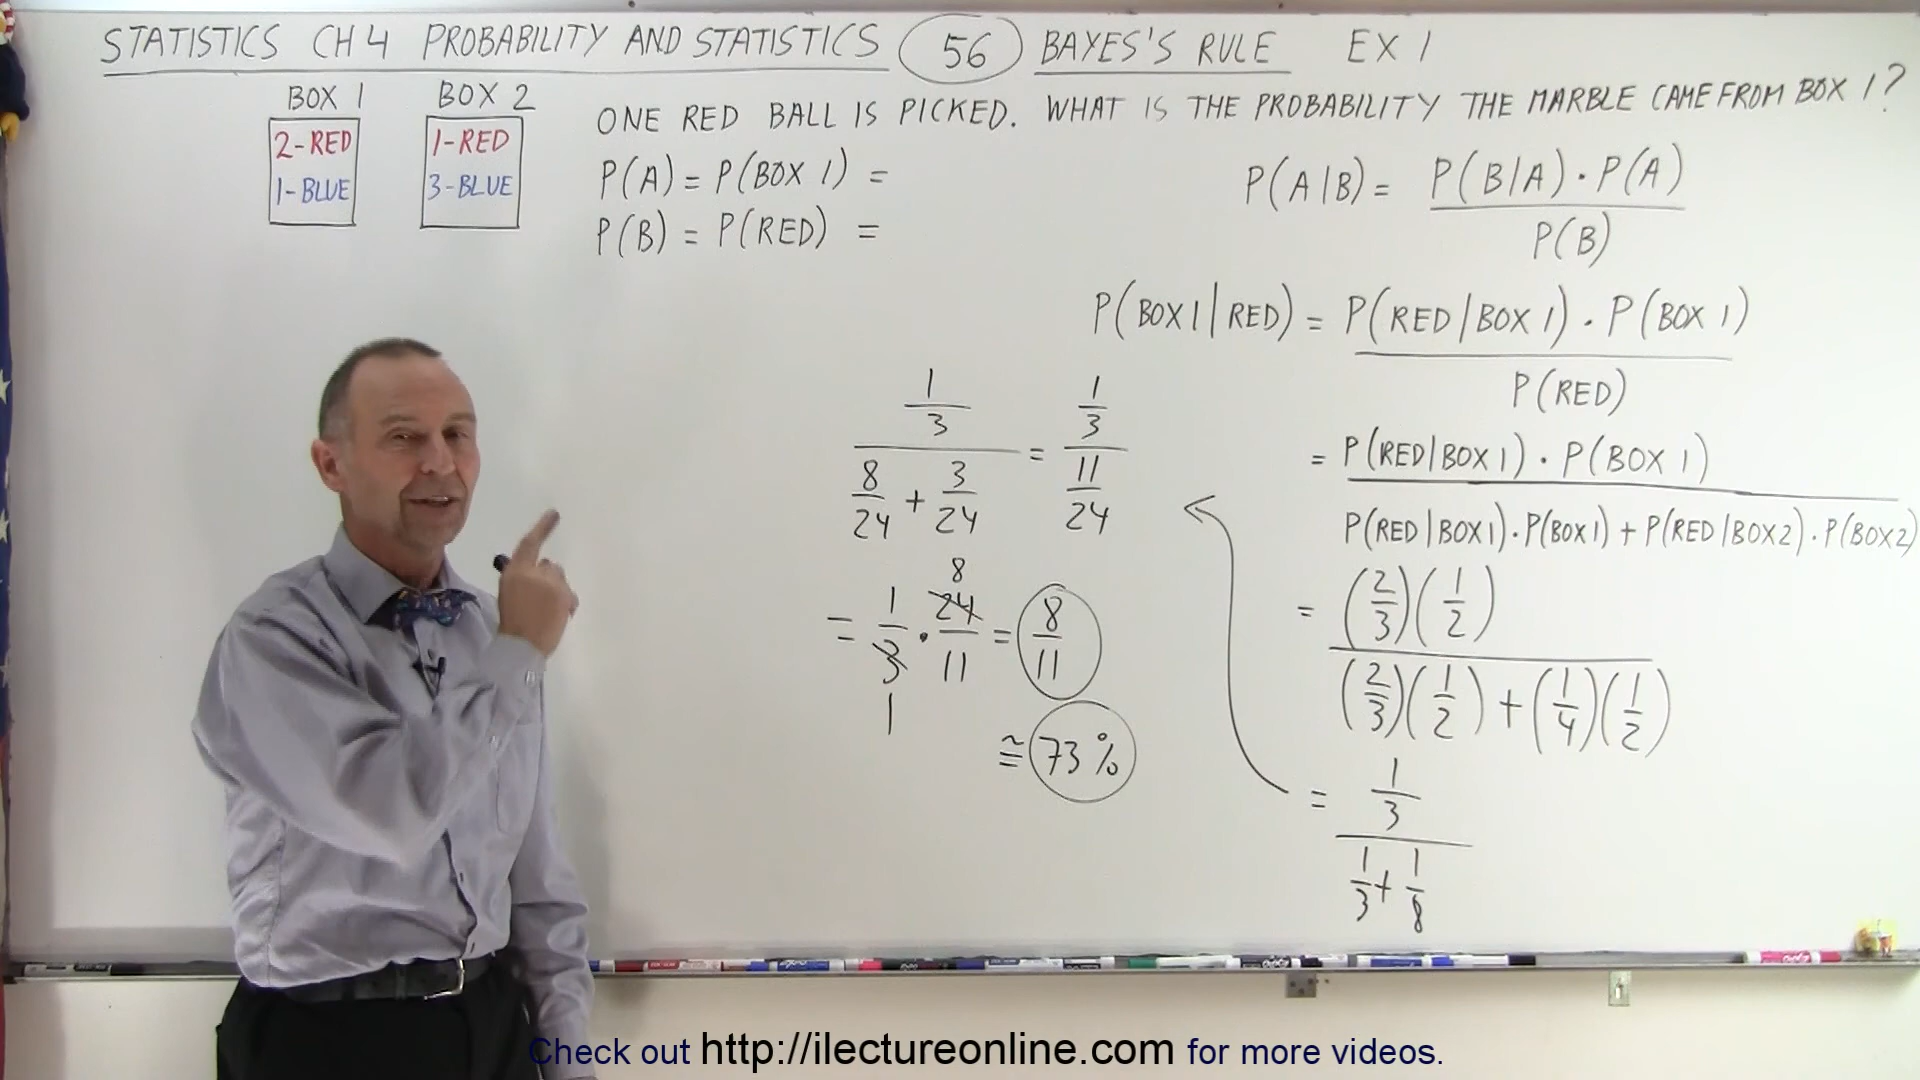 STATISTICS CH 4 PROBABILITY AND STATISTICS 56 BAYES'S RULE EX 1
BOX 1 BOX 2
2-RED 1-RED
1-BLUE 3-BLUE
ONE RED BALL IS PICKED. WHAT IS THE PROBABILITY THE MARBLE CAME FROM BOX 1?
P(A) = P(BOX 1) =
P(B) = P(RED) =
P(A|B) = P(B|A) · P(A)
P(B)
P(BOX 1 | RED) = P(RED | BOX 1) · P(BOX 1)
P(RED)
= P(RED|BOX 1) · P(BOX 1)
P(RED|BOX 1) · P(BOX 1) + P(RED|BOX 2) · P(BOX 2)
= (2/3)(1/2)
(2/3)(1/2) + (1/4)(1/2)
= 1/3
1/3 + 1/8
1/3 = 1/3
8/24 + 3/24 11/24
8
= 1/3 · 24/11 = 8/11
1
≅ 73%
Check out http://ilectureonline.com for more videos.